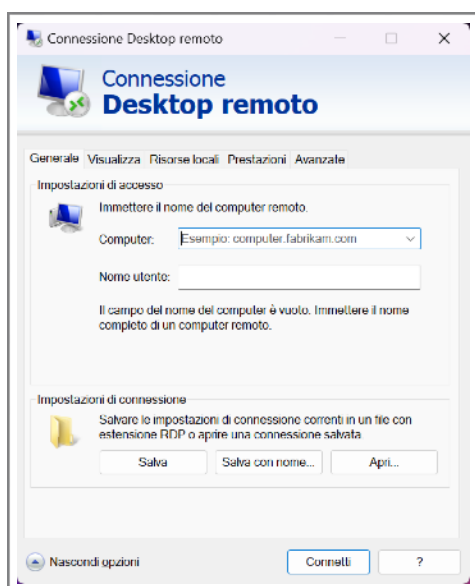 Connessione Desktop remoto
Connessione
Desktop remoto
Generale Visualizza Risorse locali Prestazioni Avanzate
Impostazioni di accesso
Immettere il nome del computer remoto.
Computer: Esempio: computer.fabrikam.com
Nome utente:
Il campo del nome del computer è vuoto. Immettere il nome
completo di un computer remoto.
Impostazioni di connessione
Salvare le impostazioni di connessione correnti in un file con
estensione RDP o aprire una connessione salvata
Salva Salva con nome... Apri...
Nascondi opzioni Connetti ?